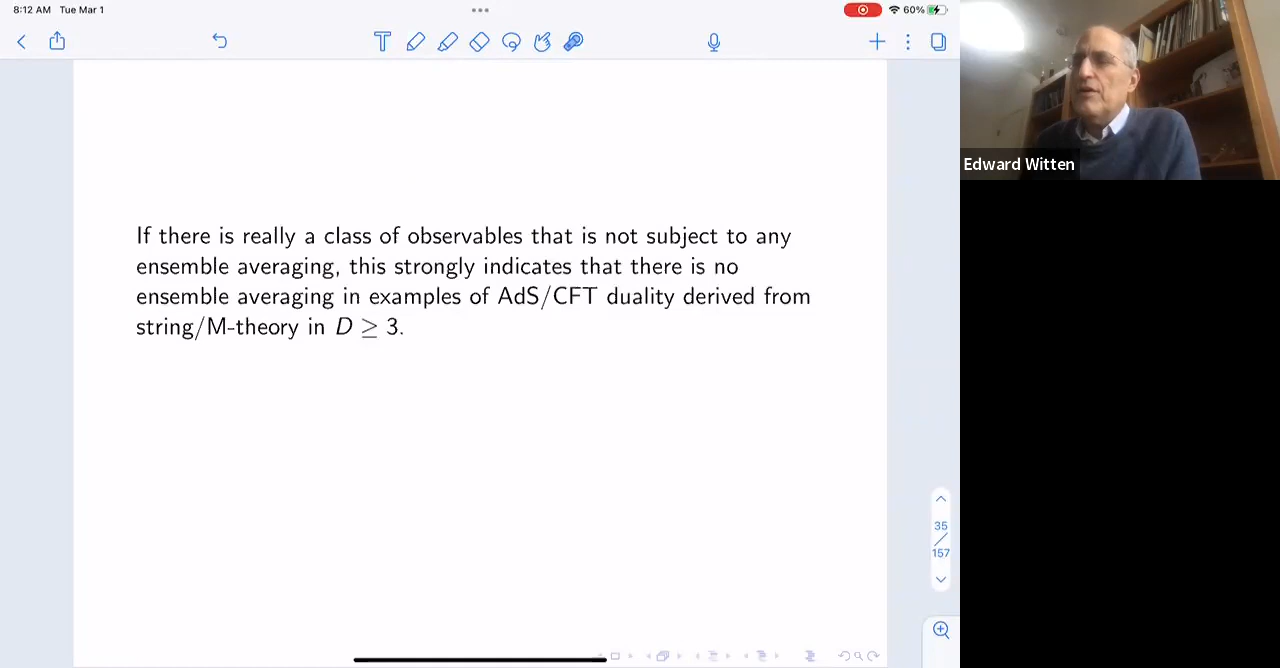 8:12 AM Tue Mar 1
60%
If there is really a class of observables that is not subject to any
ensemble averaging, this strongly indicates that there is no
ensemble averaging in examples of AdS/CFT duality derived from
string/M-theory in D ≥ 3.
Edward Witten
35
157